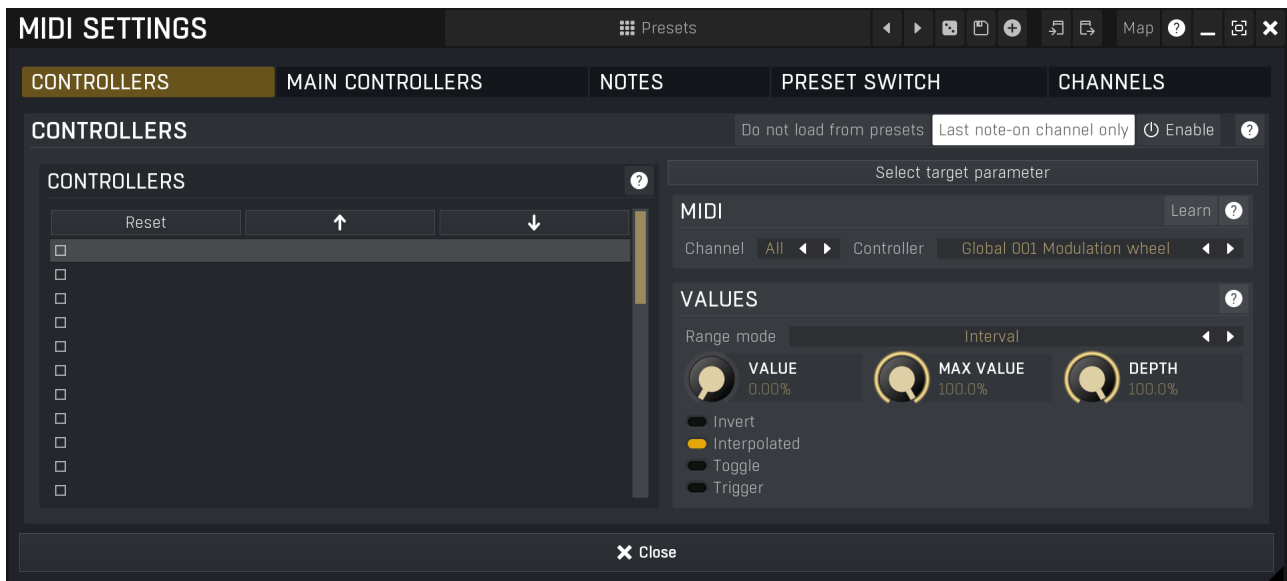 MIDI SETTINGS Presets Map ?
CONTROLLERS MAIN CONTROLLERS NOTES PRESET SWITCH CHANNELS
CONTROLLERS Do not load from presets Last note-on channel only Enable ?
CONTROLLERS ? Select target parameter
Reset ↑ ↓ MIDI Learn ?
Channel All Controller Global 001 Modulation wheel
VALUES ?
Range mode Interval
VALUE MAX VALUE DEPTH
0.00% 100.0% 100.0%
Invert
Interpolated
Toggle
Trigger
Close